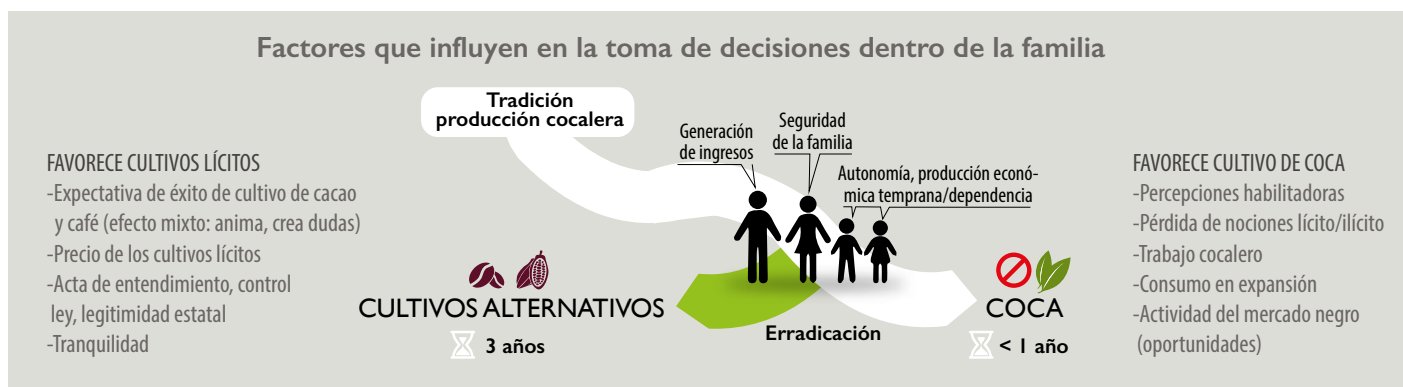 Factores que influyen en la toma de decisiones dentro de la familia
Tradición
producción cocalera
Generación
de ingresos
Seguridad
de la familia
Autonomía, producción econó-
mica temprana/dependencia
FAVORECE CULTIVOS LÍCITOS
-Expectativa de éxito de cultivo de cacao
y café (efecto mixto: anima, crea dudas)
-Precio de los cultivos lícitos
-Acta de entendimiento, control
ley, legitimidad estatal
-Tranquilidad
CULTIVOS ALTERNATIVOS
3 años
Erradicación
COCA
< 1 año
FAVORECE CULTIVO DE COCA
-Percepciones habilitadoras
-Pérdida de nociones lícito/ilícito
-Trabajo cocalero
-Consumo en expansión
-Actividad del mercado negro
(oportunidades)